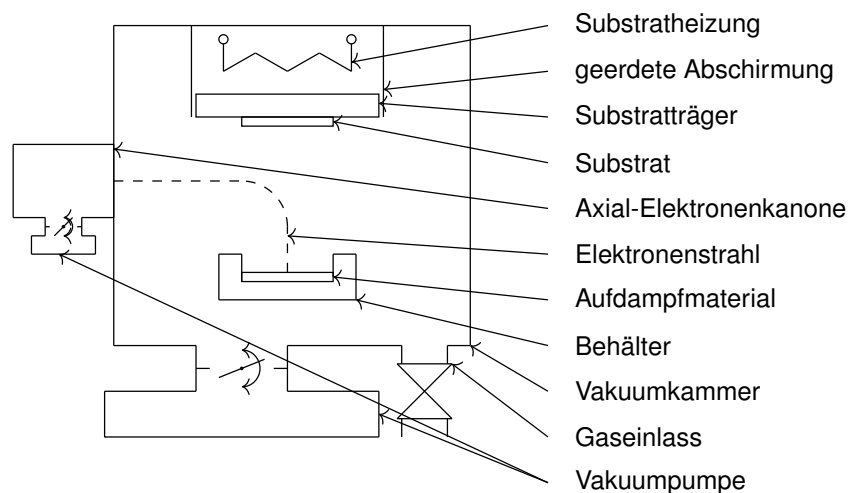 Substratheizung
geerdete Abschirmung
Substratträger
Substrat
Axial-Elektronenkanone
Elektronenstrahl
Aufdampfmaterial
Behälter
Vakuumkammer
Gaseinlass
Vakuumpumpe